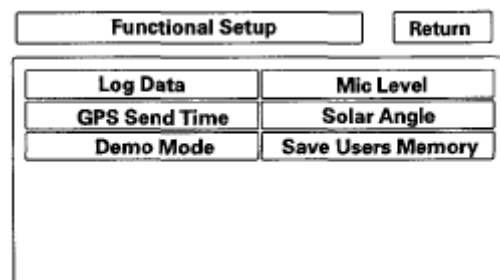 Functional Setup Return
Log Data Mic Level
GPS Send Time Solar Angle
Demo Mode Save Users Memory